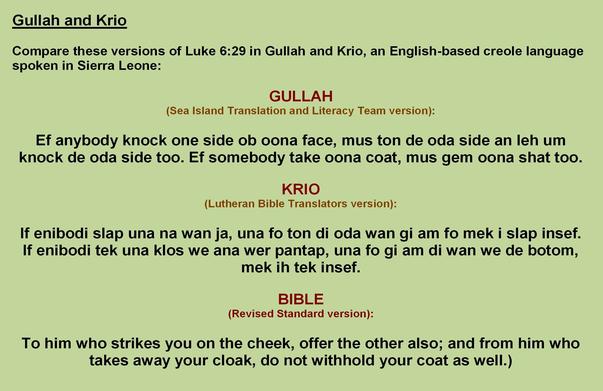 Gullah and Krio
Compare these versions of Luke 6:29 in Gullah and Krio, an English-based creole language
spoken in Sierra Leone:
GULLAH
(Sea Island Translation and Literacy Team version):
Ef anybody knock one side ob oona face, mus ton de oda side an leh um
knock de oda side too. Ef somebody take oona coat, mus gem oona shat too.
KRIO
(Lutheran Bible Translators version):
If enibodi slap una na wan ja, una fo ton di oda wan gi am fo mek i slap insef.
If enibodi tek una klos we ana wer pantap, una fo gi am di wan we de botom,
mek ih tek insef.
BIBLE
(Revised Standard version):
To him who strikes you on the cheek, offer the other also; and from him who
takes away your cloak, do not withhold your coat as well.)